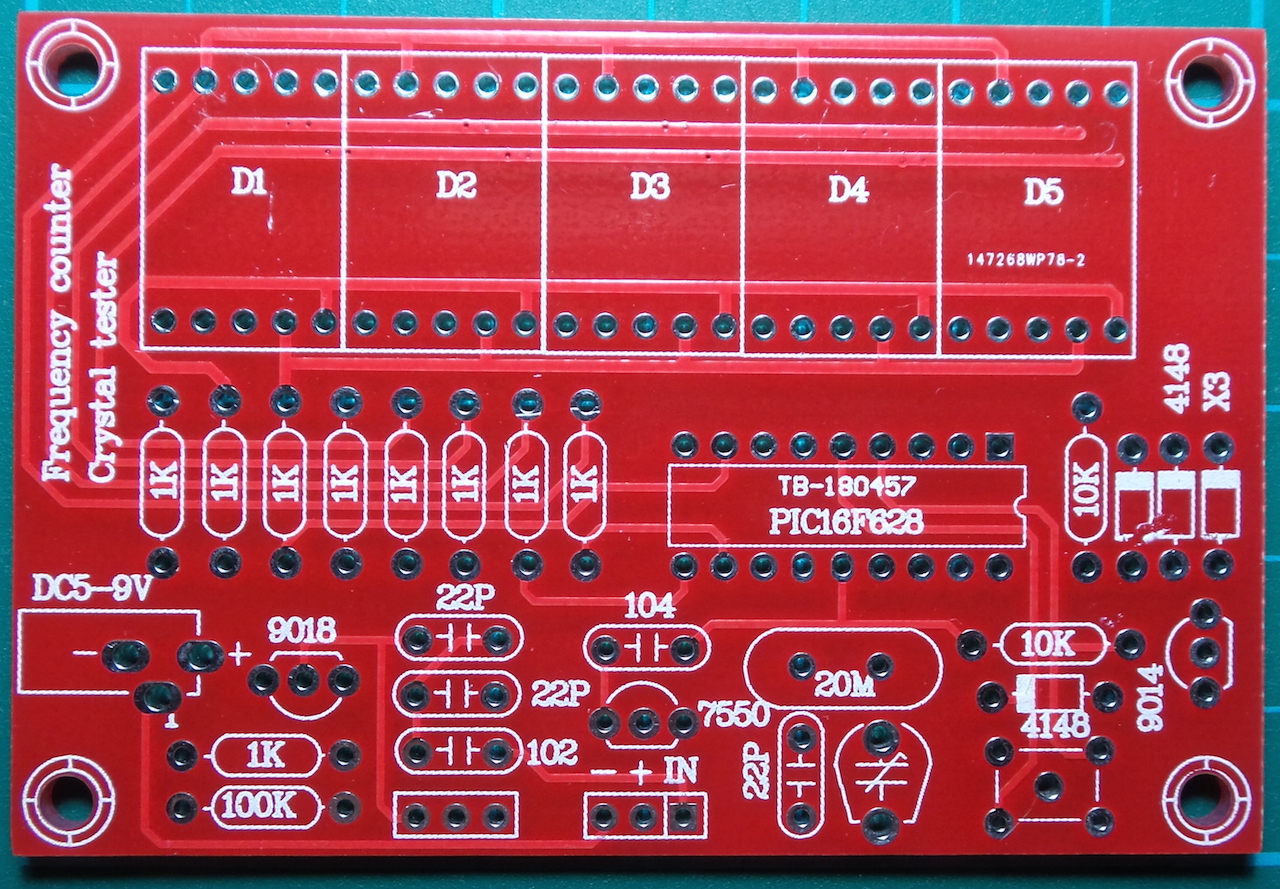 D1
D2
D3
D4
D5
147268WP78-2
Frequency counter
Crystal tester
4148
X3
1K
1K
1K
1K
1K
1K
1K
1K
TB-180457
PIC16F628
10K
DC5-9V
- +
1
9018
22P
104
22P
102
7550
20M
10K
4148
9014
1K
100K
- + IN
22P